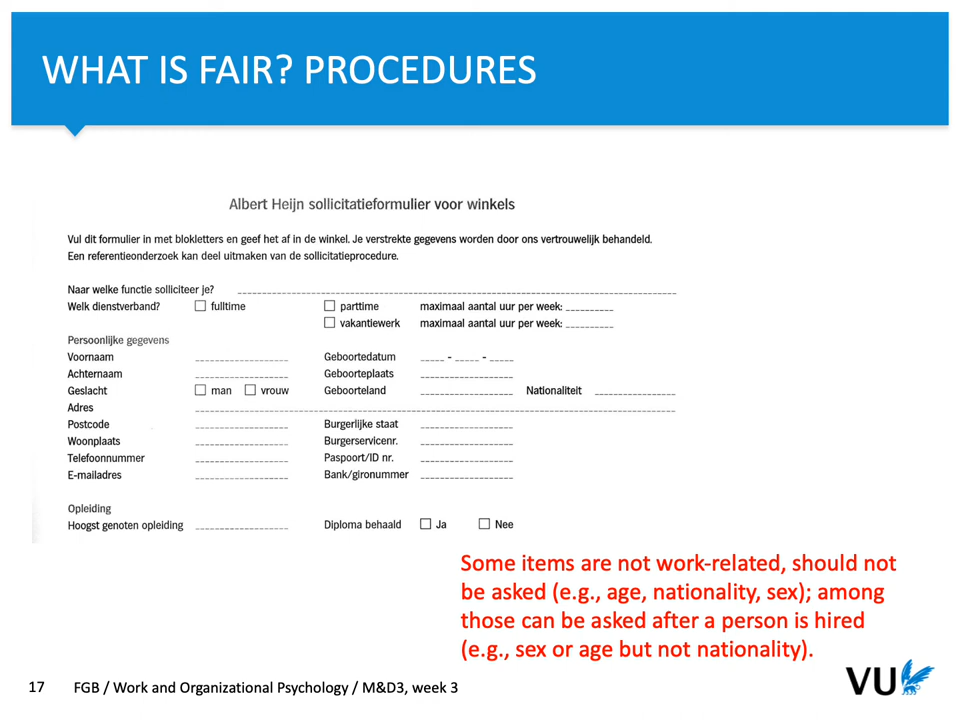 WHAT IS FAIR? PROCEDURES
Albert Heijn sollicitatieformulier voor winkels
Vul dit formulier in met blokletters en geef het af in de winkel. Je verstrekte gegevens worden door ons vertrouwelijk behandeld.
Een referentieonderzoek kan deel uitmaken van de sollicitatieprocedure.
Naar welke functie solliciteer je?
Welk dienstverband? fulltime parttime maximaal aantal uur per week:
vakantiewerk maximaal aantal uur per week:
Persoonlijke gegevens
Voornaam Geboortedatum
Achternaam Geboorteplaats
Geslacht man vrouw Geboorteland Nationaliteit
Adres
Postcode Burgerlijke staat
Woonplaats Burgerservicenr.
Telefoonnummer Paspoort/ID nr.
E-mailadres Bank/gironummer
Opleiding
Hoogst genoten opleiding Diploma behaald Ja Nee
Some items are not work-related, should not
be asked (e.g., age, nationality, sex); among
those can be asked after a person is hired
(e.g., sex or age but not nationality).
17 FGB / Work and Organizational Psychology / M&D3, week 3
VU